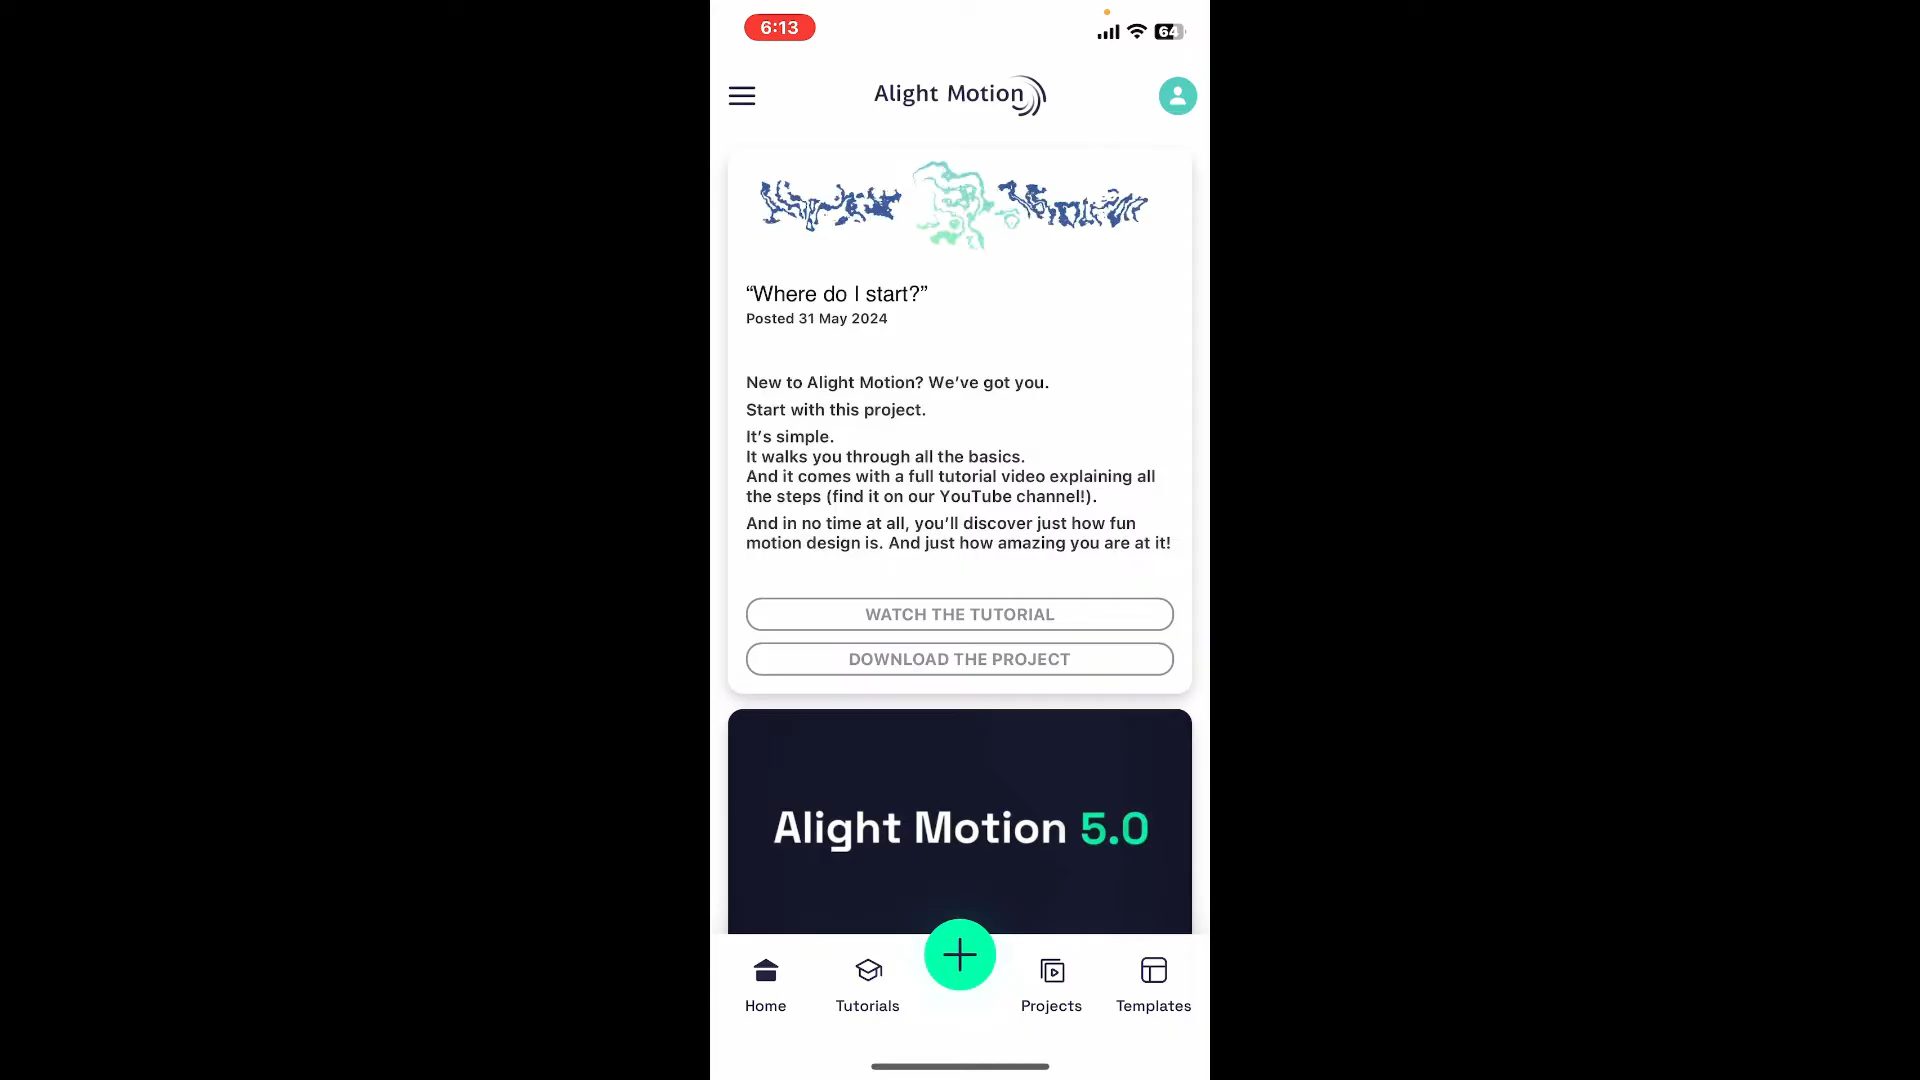 6:13
64
Alight Motion
“Where do I start?”
Posted 31 May 2024
New to Alight Motion? We’ve got you.
Start with this project.
It’s simple.
It walks you through all the basics.
And it comes with a full tutorial video explaining all
the steps (find it on our YouTube channel!).
And in no time at all, you’ll discover just how fun
motion design is. And just how amazing you are at it!
WATCH THE TUTORIAL
DOWNLOAD THE PROJECT
Alight Motion 5.0
Home
Tutorials
Projects
Templates